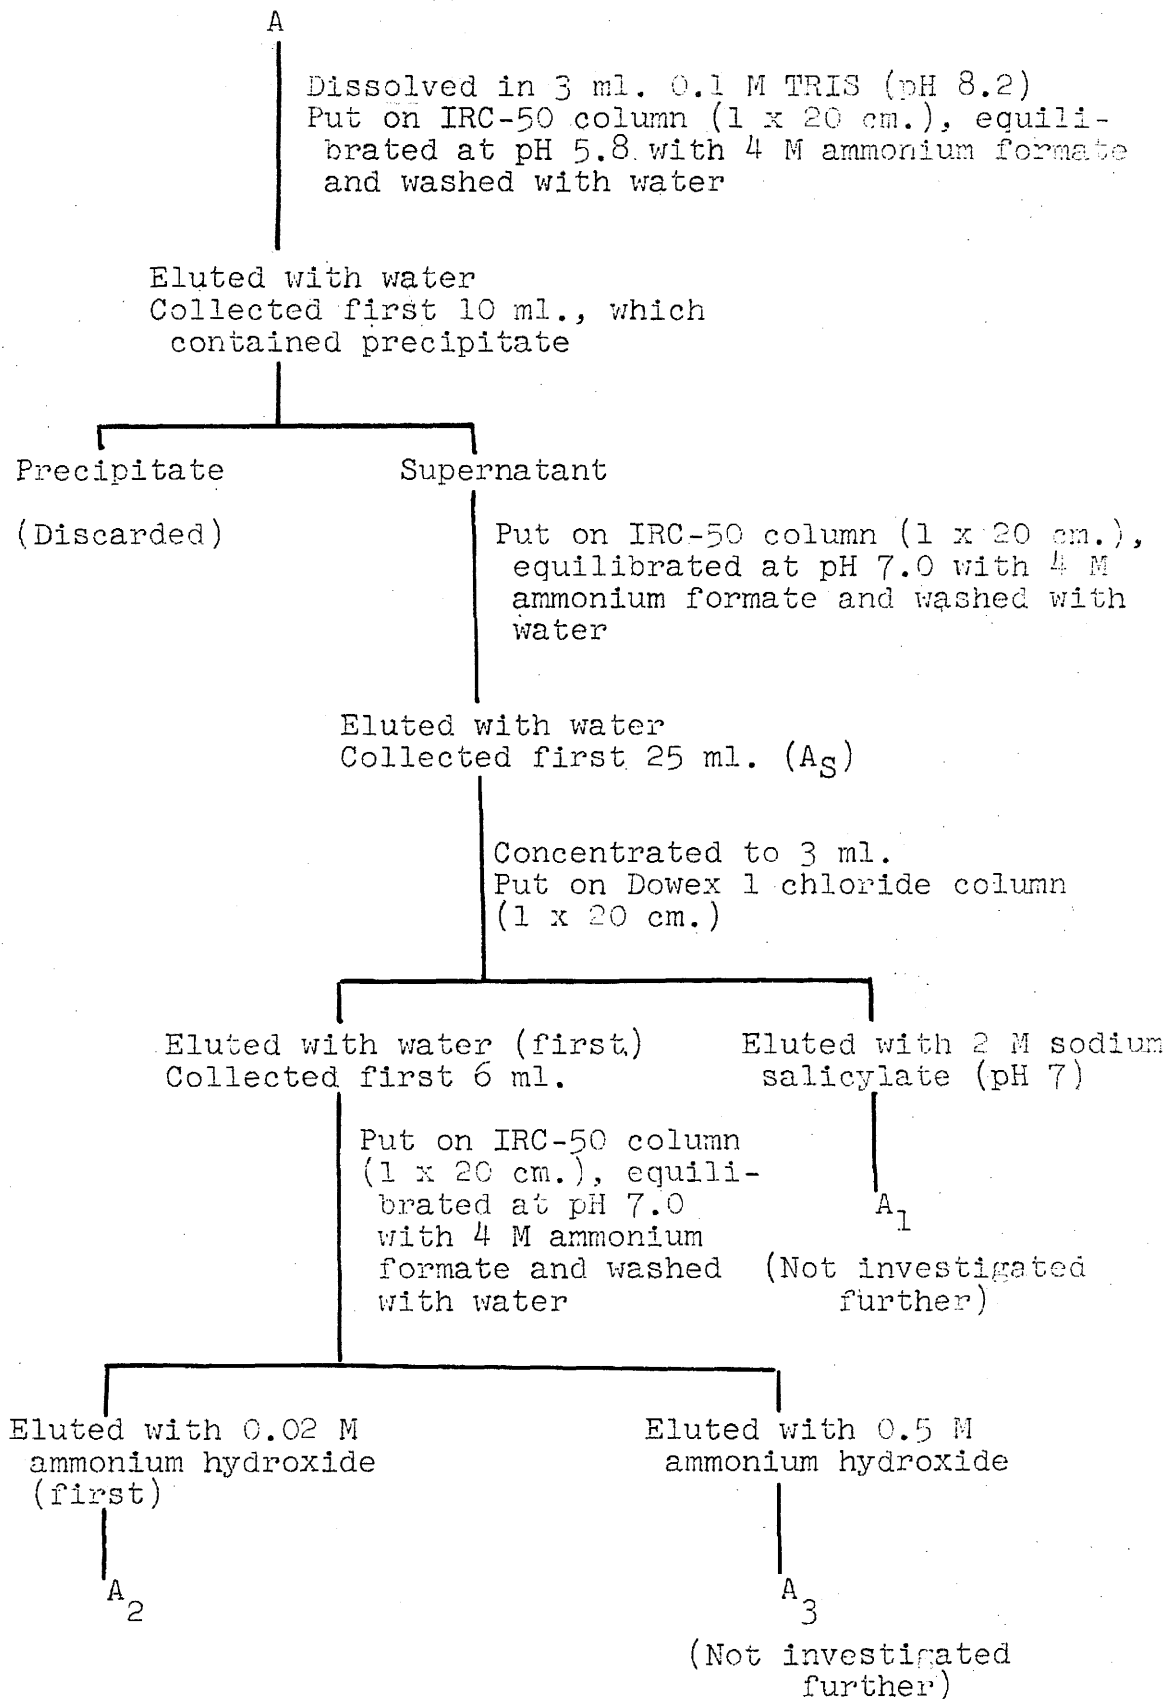 A
Dissolved in 3 ml. 0.1 M TRIS (pH 8.2)
Put on IRC-50 column (1 x 20 cm.), equili-
brated at pH 5.8 with 4 M ammonium formate
and washed with water
Eluted with water
Collected first 10 ml., which
contained precipitate
Precipitate
(Discarded)
Supernatant
Put on IRC-50 column (1 x 20 cm.),
equilibrated at pH 7.0 with 4 M
ammonium formate and washed with
water
Eluted with water
Collected first 25 ml. (AS)
Concentrated to 3 ml.
Put on Dowex 1 chloride column
(1 x 20 cm.)
Eluted with water (first)
Collected first 6 ml.
Eluted with 2 M sodium
salicylate (pH 7)
Put on IRC-50 column
(1 x 20 cm.), equili-
brated at pH 7.0
with 4 M ammonium
formate and washed
with water
A1
(Not investigated
further)
Eluted with 0.02 M
ammonium hydroxide
(first)
Eluted with 0.5 M
ammonium hydroxide
A2
A3
(Not investigated
further)